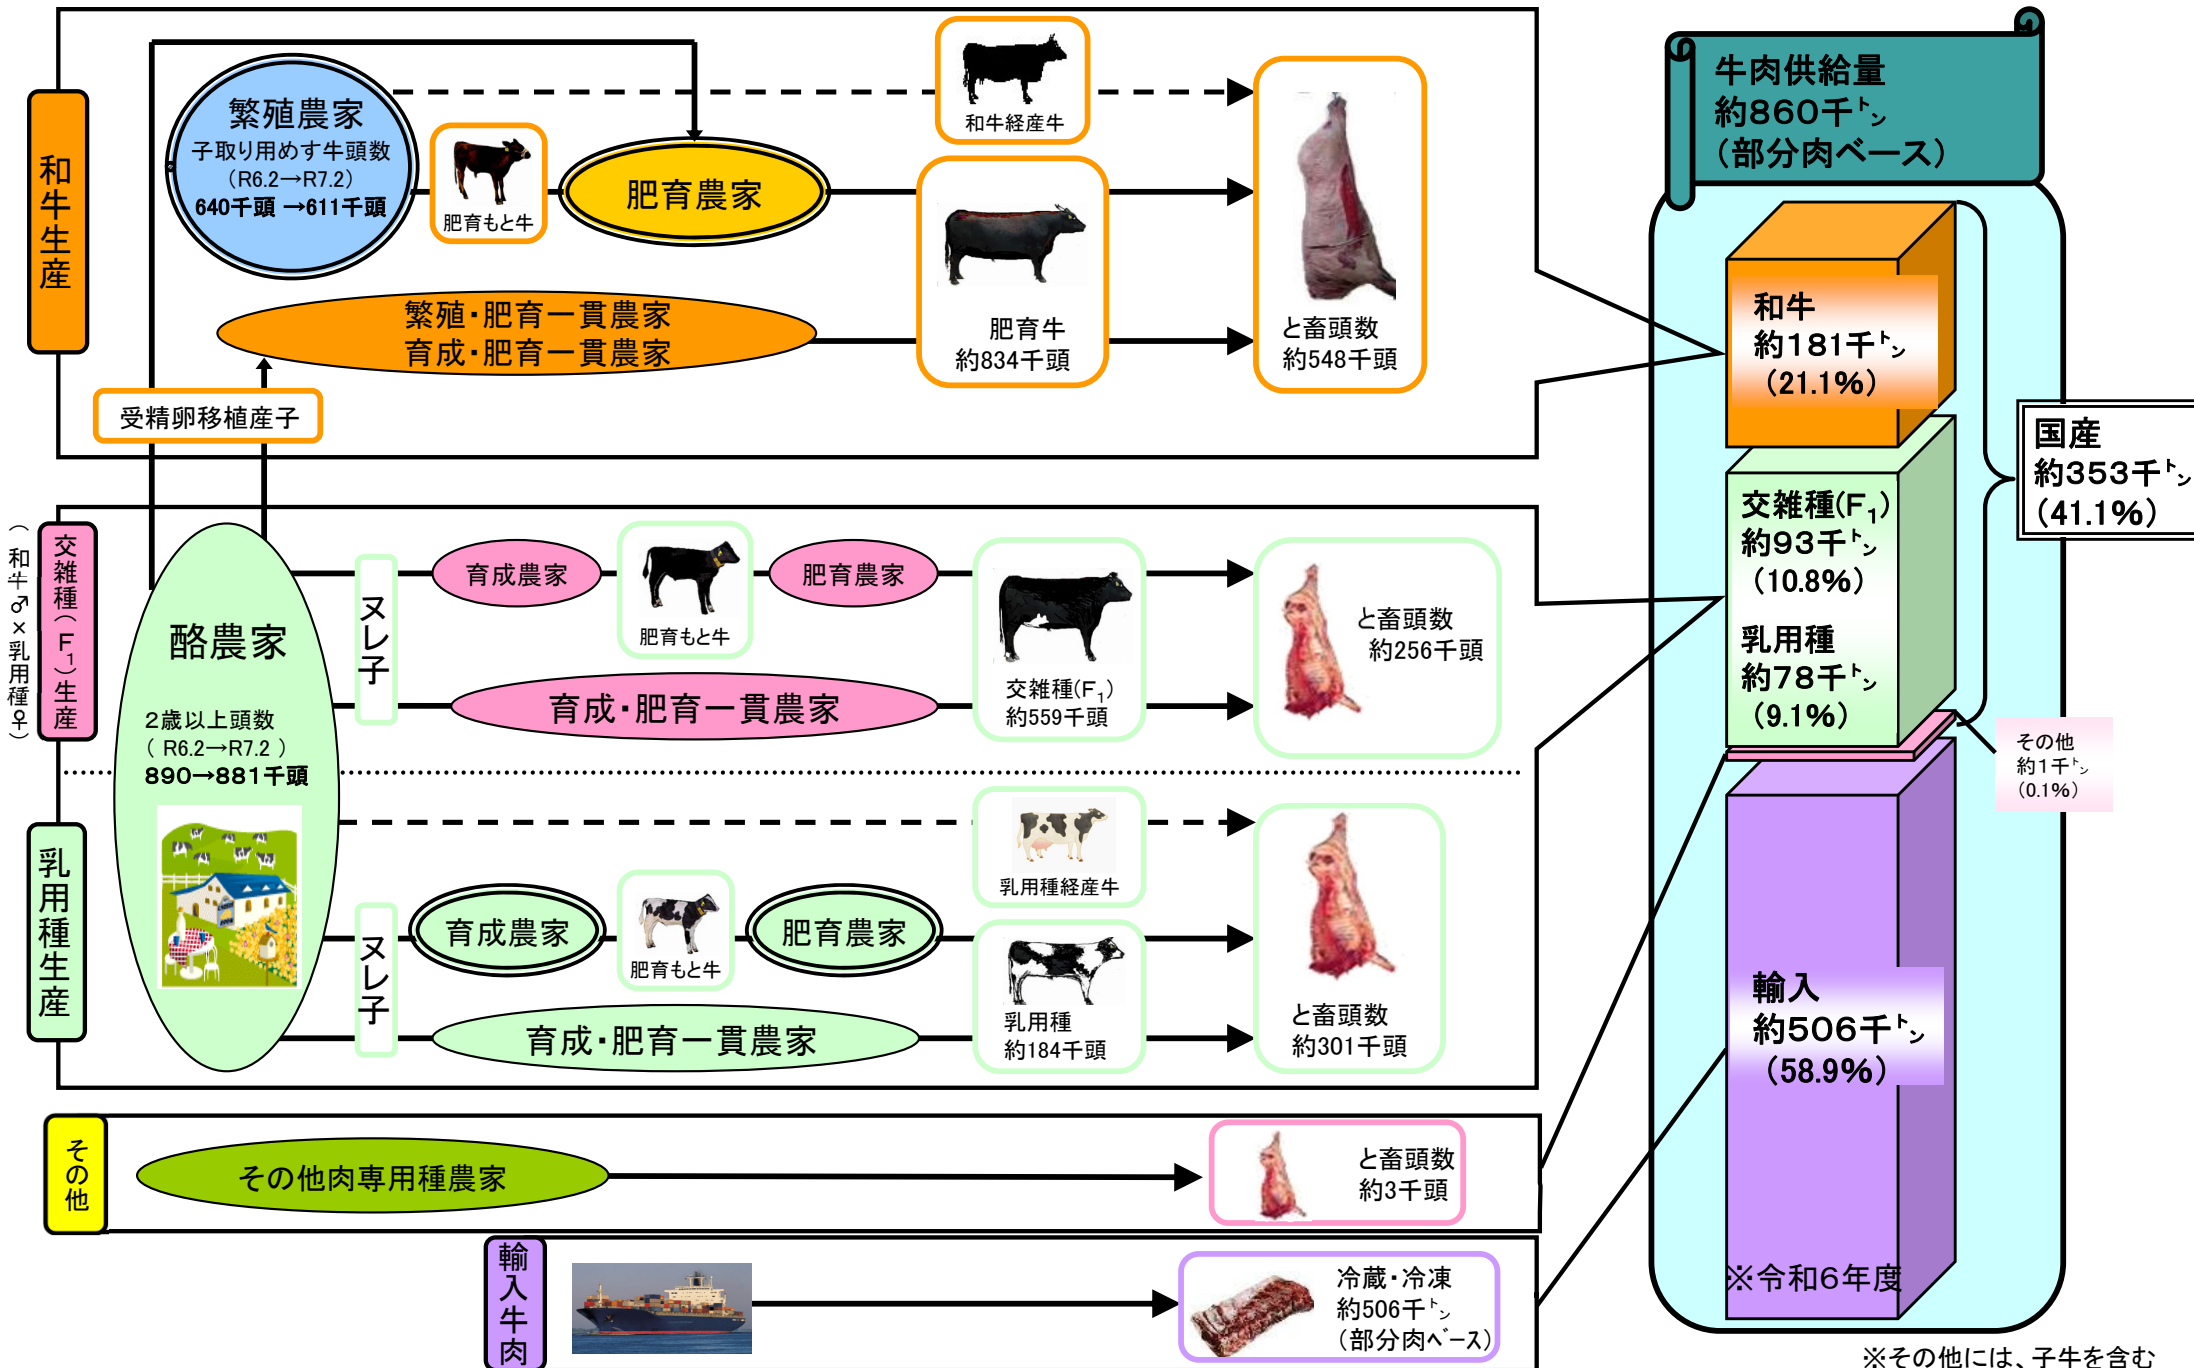 和牛生産
繁殖農家
子取り用めす牛頭数
（R6.2→R7.2）
640千頭 →611千頭
肥育もと牛
肥育農家
和牛経産牛
繁殖・肥育一貫農家
育成・肥育一貫農家
肥育牛
約834千頭
と畜頭数
約548千頭
受精卵移植産子
交雑種（F1）生産
（和牛♂×乳用種♀）
酪農家
2歳以上頭数
（ R6.2→R7.2 ）
890→881千頭
ヌレ子
育成農家
肥育もと牛
肥育農家
育成・肥育一貫農家
交雑種(F1)
約559千頭
と畜頭数
約256千頭
乳用種生産
ヌレ子
乳用種経産牛
育成農家
肥育もと牛
肥育農家
育成・肥育一貫農家
乳用種
約184千頭
と畜頭数
約301千頭
その他
その他肉専用種農家
と畜頭数
約3千頭
輸入牛肉
冷蔵・冷凍
約506千㌧
（部分肉ベース）
牛肉供給量
約860千㌧
（部分肉ベース）
和牛
約181千㌧
（21.1%）
交雑種(F1)
約93千㌧
（10.8%）
乳用種
約78千㌧
（9.1%）
国産
約353千㌧
（41.1%）
その他
約1千㌧
（0.1%）
輸入
約506千㌧
（58.9%）
※令和6年度
※その他には、子牛を含む